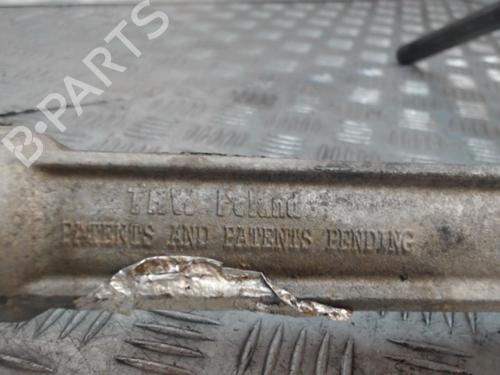 B-PARTS
TRW Poland
PATENTS AND PATENTS PENDING